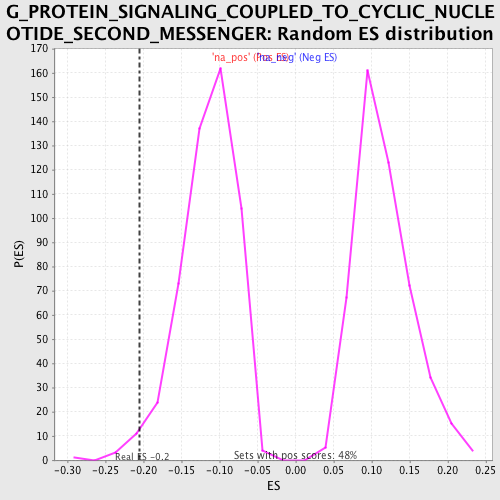 G_PROTEIN_SIGNALING_COUPLED_TO_CYCLIC_NUCLE
OTIDE_SECOND_MESSENGER: Random ES distribution
'na_pos' (Pos ES) 'na_neg' (Neg ES)
170
160
150
140
130
120
110
100
90
80
70
60
50
40
30
20
10
0
P(ES)
Real ES -0.2
Sets with pos scores: 48%
-0.30 -0.25 -0.20 -0.15 -0.10 -0.05 0.00 0.05 0.10 0.15 0.20 0.25
ES